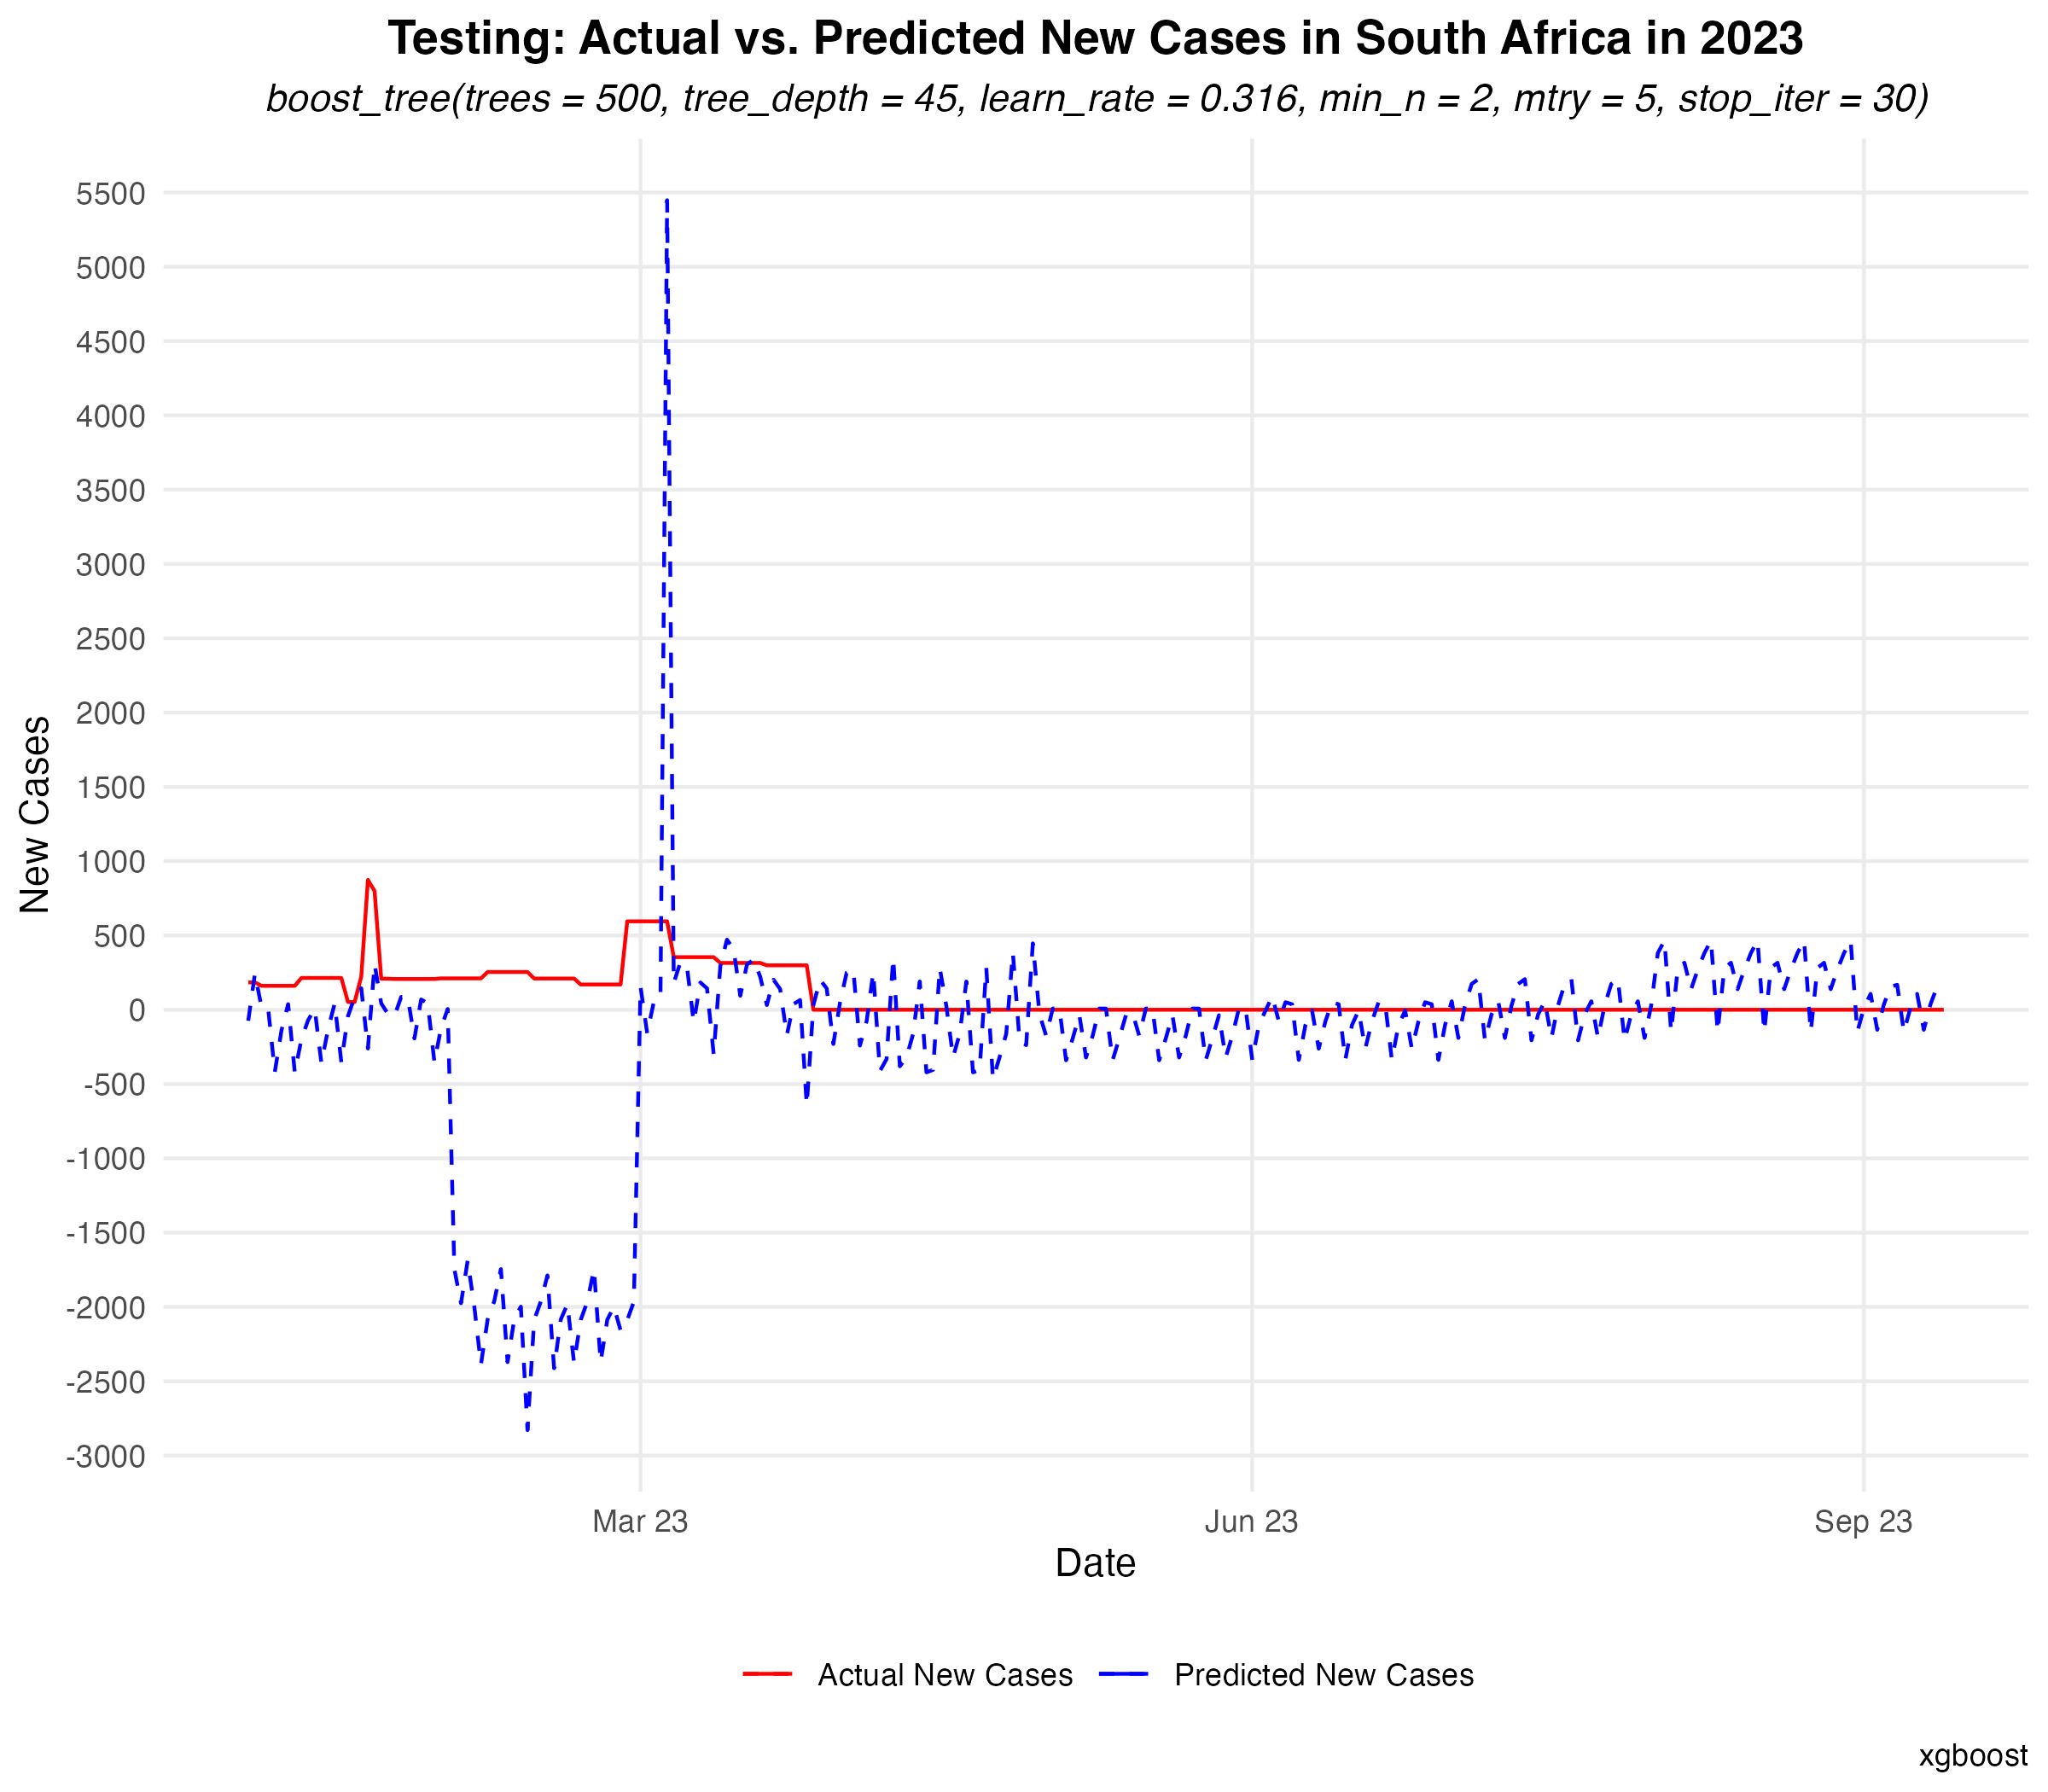 Testing: Actual vs. Predicted New Cases in South Africa in 2023
boost_tree(trees = 500, tree_depth = 45, learn_rate = 0.316, min_n = 2, mtry = 5, stop_iter = 30)
New Cases
5500
5000
4500
4000
3500
3000
2500
2000
1500
1000
500
0
-500
-1000
-1500
-2000
-2500
-3000
Mar 23 Jun 23 Sep 23
Date
Actual New Cases Predicted New Cases
xgboost